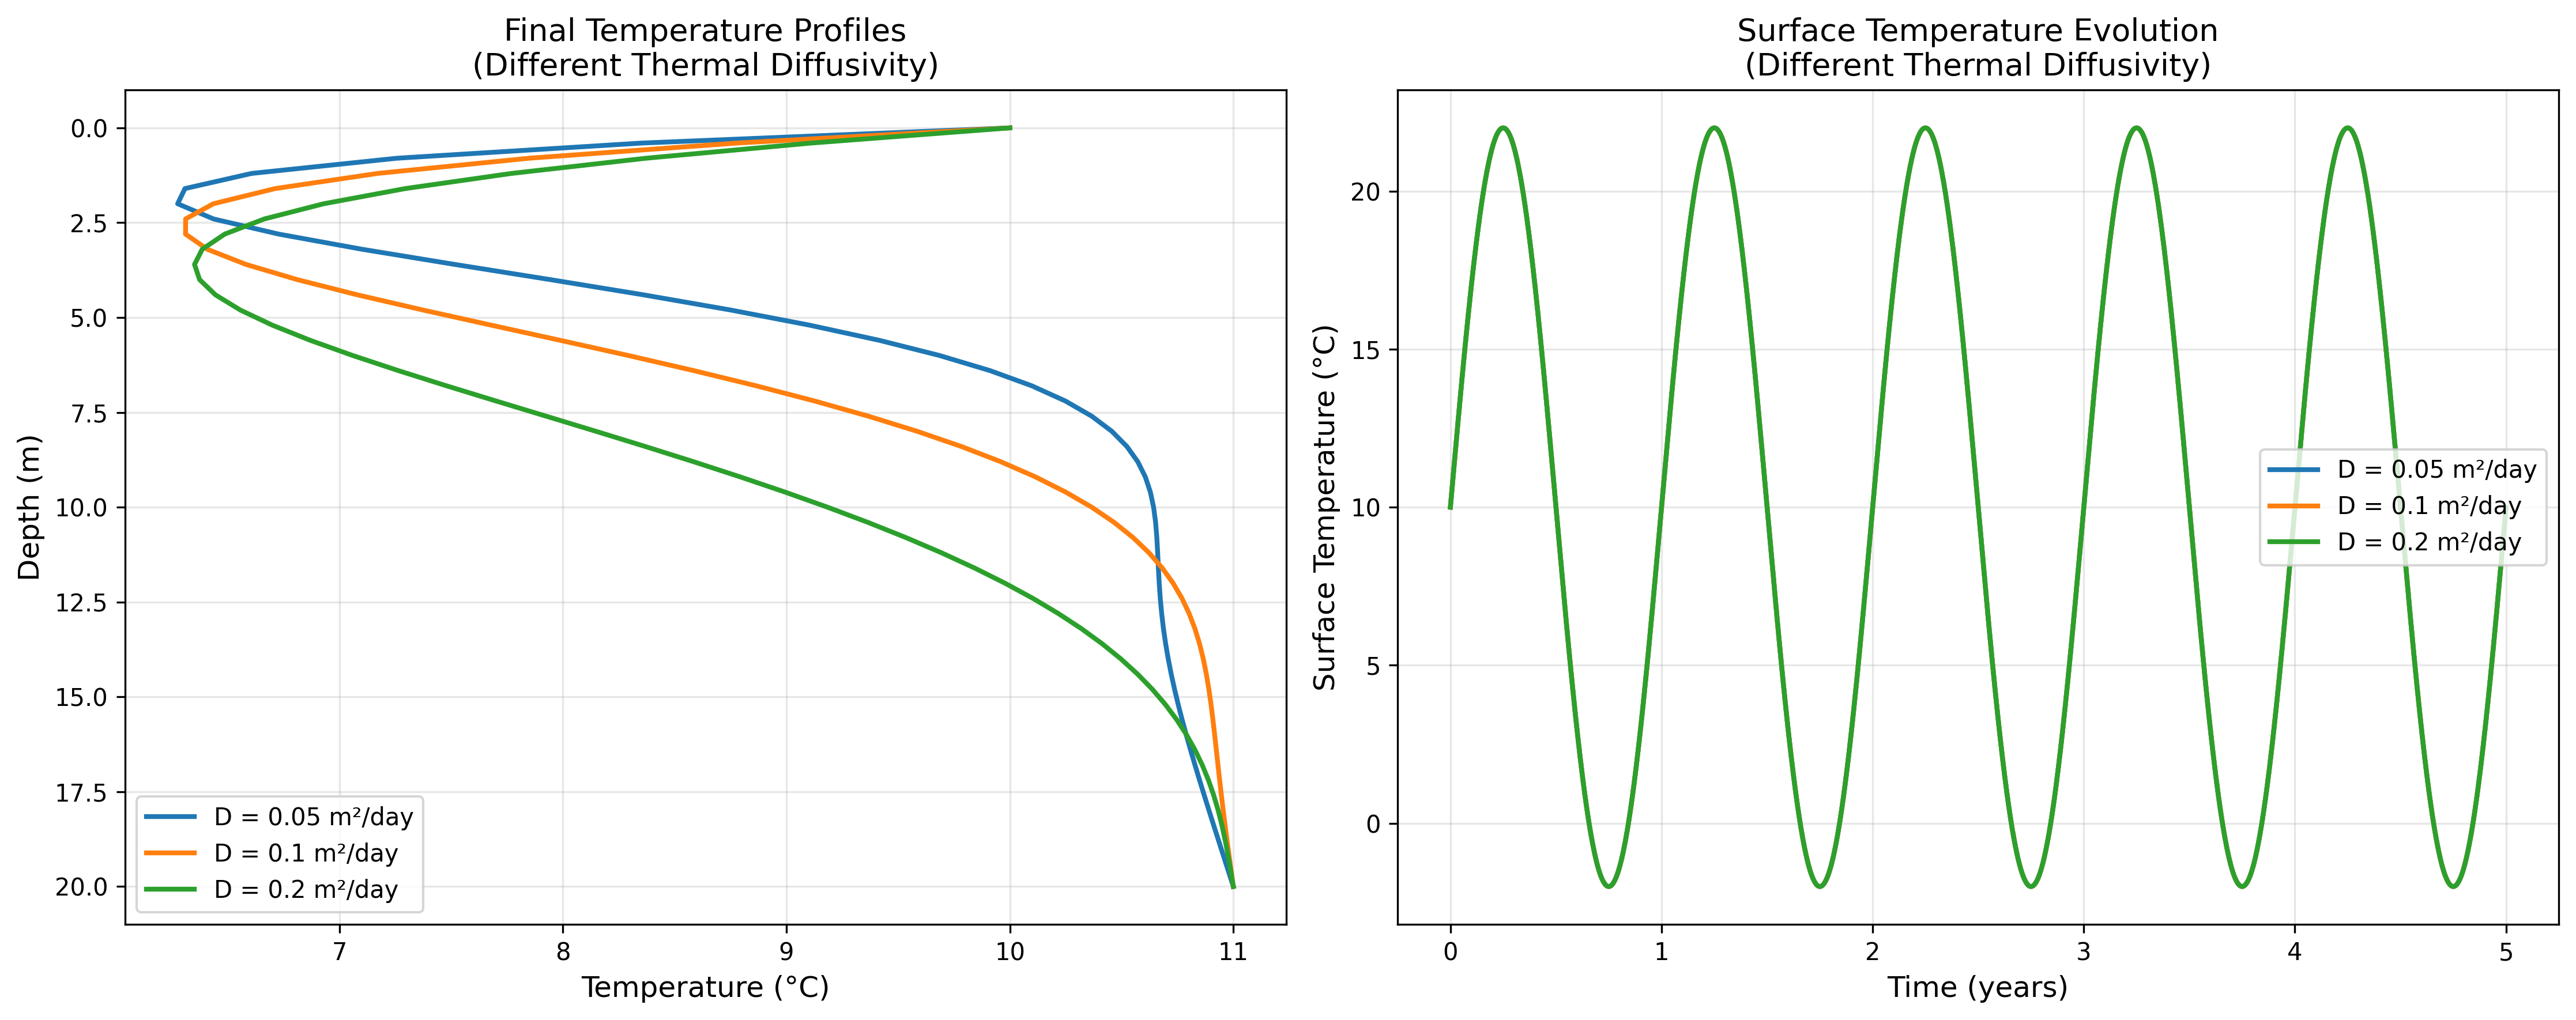 Final Temperature Profiles
(Different Thermal Diffusivity)
Depth (m)
0.0
2.5
5.0
7.5
10.0
12.5
15.0
17.5
20.0
D = 0.05 m²/day
D = 0.1 m²/day
D = 0.2 m²/day
7 8 9 10 11
Temperature (°C)
Surface Temperature Evolution
(Different Thermal Diffusivity)
Surface Temperature (°C)
20
15
10
5
0
D = 0.05 m²/day
D = 0.1 m²/day
D = 0.2 m²/day
0 1 2 3 4 5
Time (years)